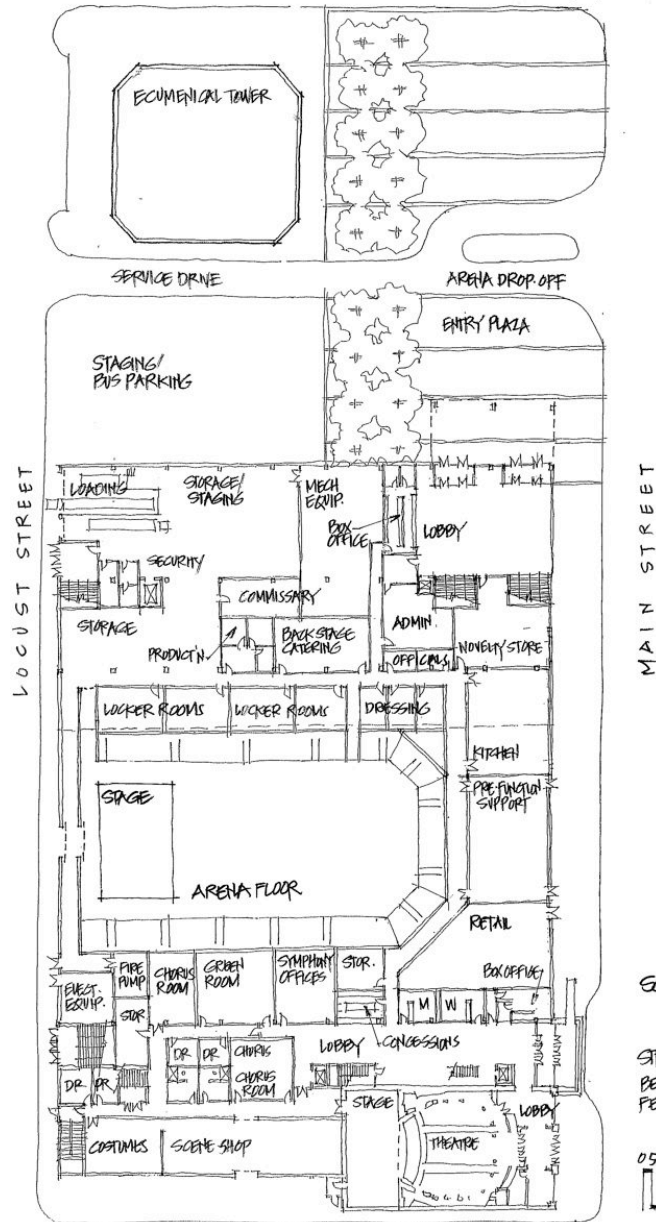 ECUMENICAL TOWER
SERVICE DRIVE
ARENA DROP-OFF
ENTRY PLAZA
STAGING/
BUS PARKING
LOCUST STREET
MAIN STREET
LOADING
STORAGE/
STAGING
MECH
EQUIP.
BOX
OFFICE
LOBBY
SECURITY
COMMISSARY
STORAGE
PRODUCT'N
BACKSTAGE
CATERING
ADMIN.
NOVELTY STORE
LOCKER ROOMS
LOCKER ROOMS
DRESSING
KITCHEN
STAGE
PRE-FUNCTION
SUPPORT
ARENA FLOOR
RETAIL
ELECT.
EQUIP.
FIRE
PUMP
STOR.
CHORUS
ROOM
GREEN
ROOM
SYMPHONY
OFFICES
STOR.
M
W
BOX OFFICE
CONCESSIONS
DR
DR
CHORUS
CHORUS
ROOM
LOBBY
DR
DR
STAGE
THEATRE
LOBBY
COSTUMES
SCENE SHOP